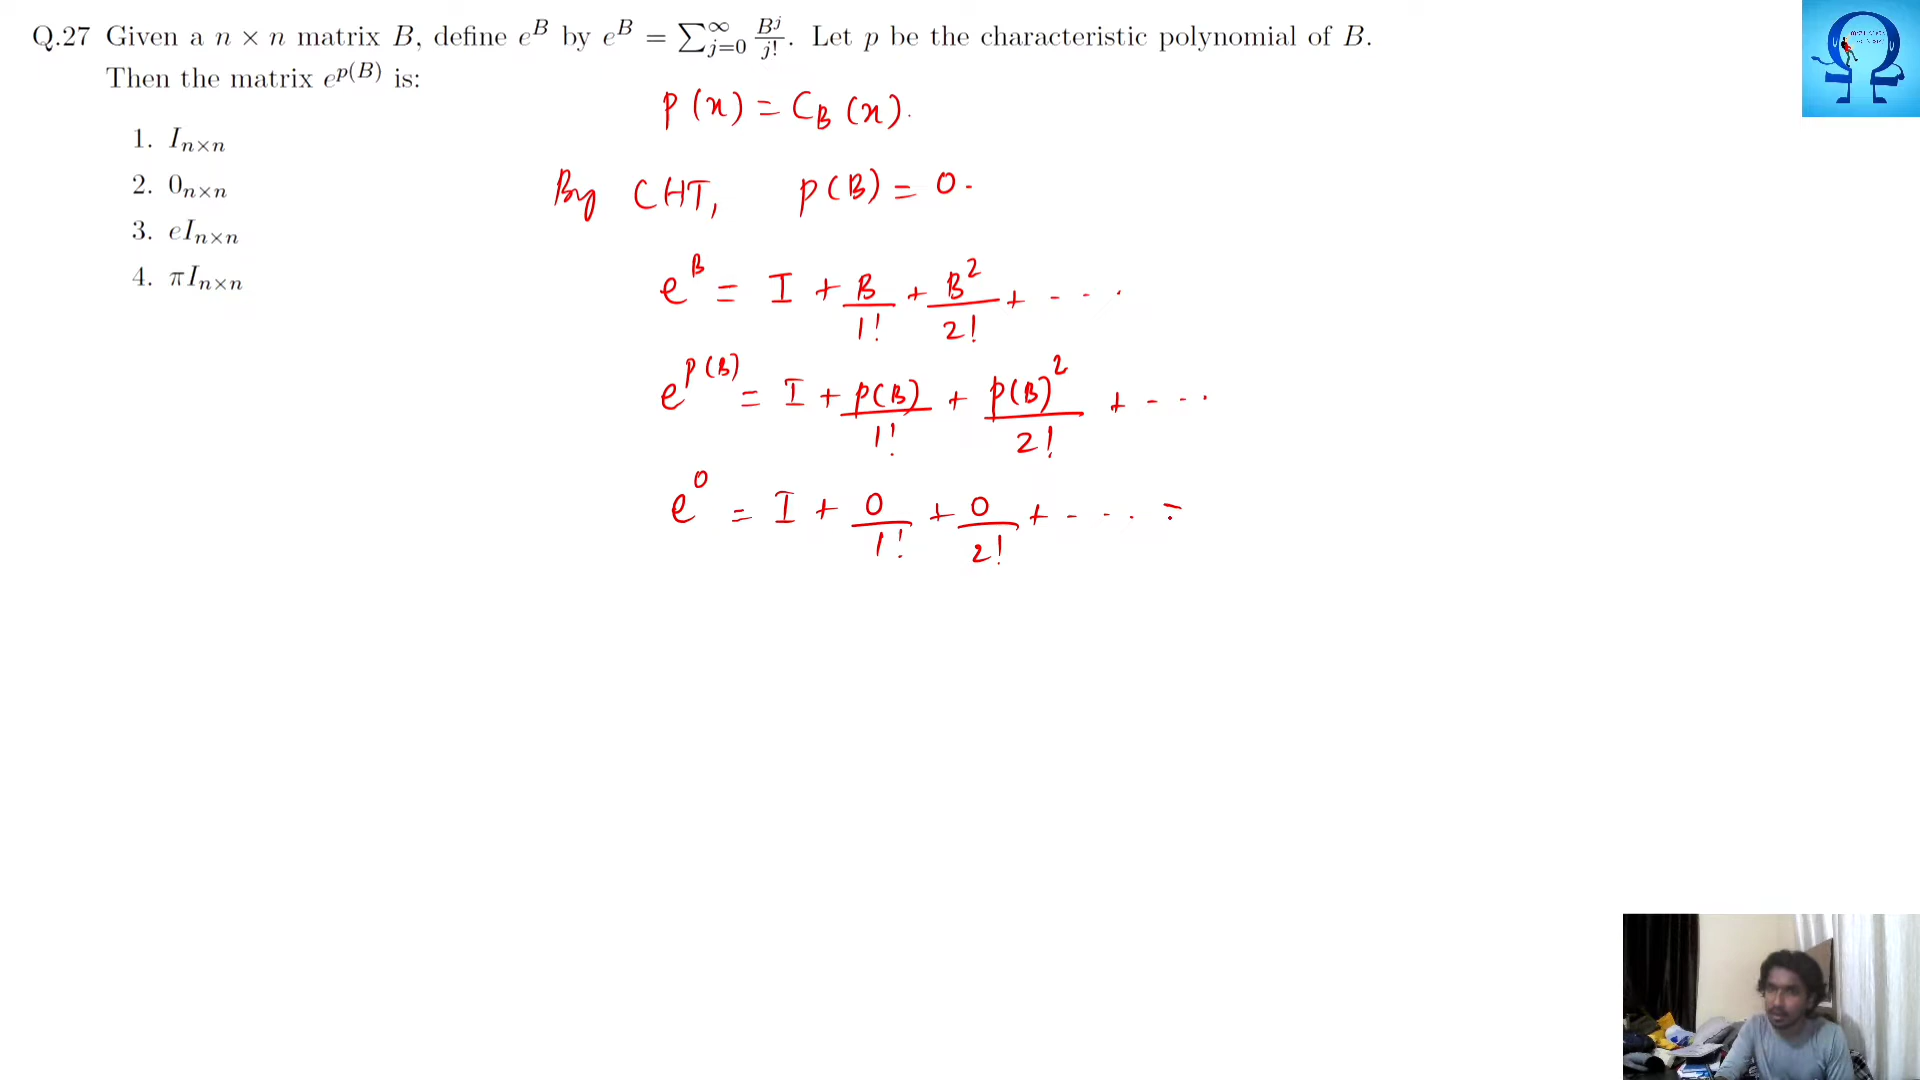 Q.27 Given a n × n matrix B, define e^B by e^B = ∑_{j=0}^{∞} B^j/j!. Let p be the characteristic polynomial of B.
Then the matrix e^{p(B)} is:
1. I_{n×n}
2. 0_{n×n}
3. eI_{n×n}
4. πI_{n×n}
p(x) = C_B(x).
By CHT, p(B) = 0.
e^B = I + B/1! + B^2/2! + - - -
e^{p(B)} = I + p(B)/1! + p(B)^2/2! + - - -
e^0 = I + 0/1! + 0/2! + - - - =